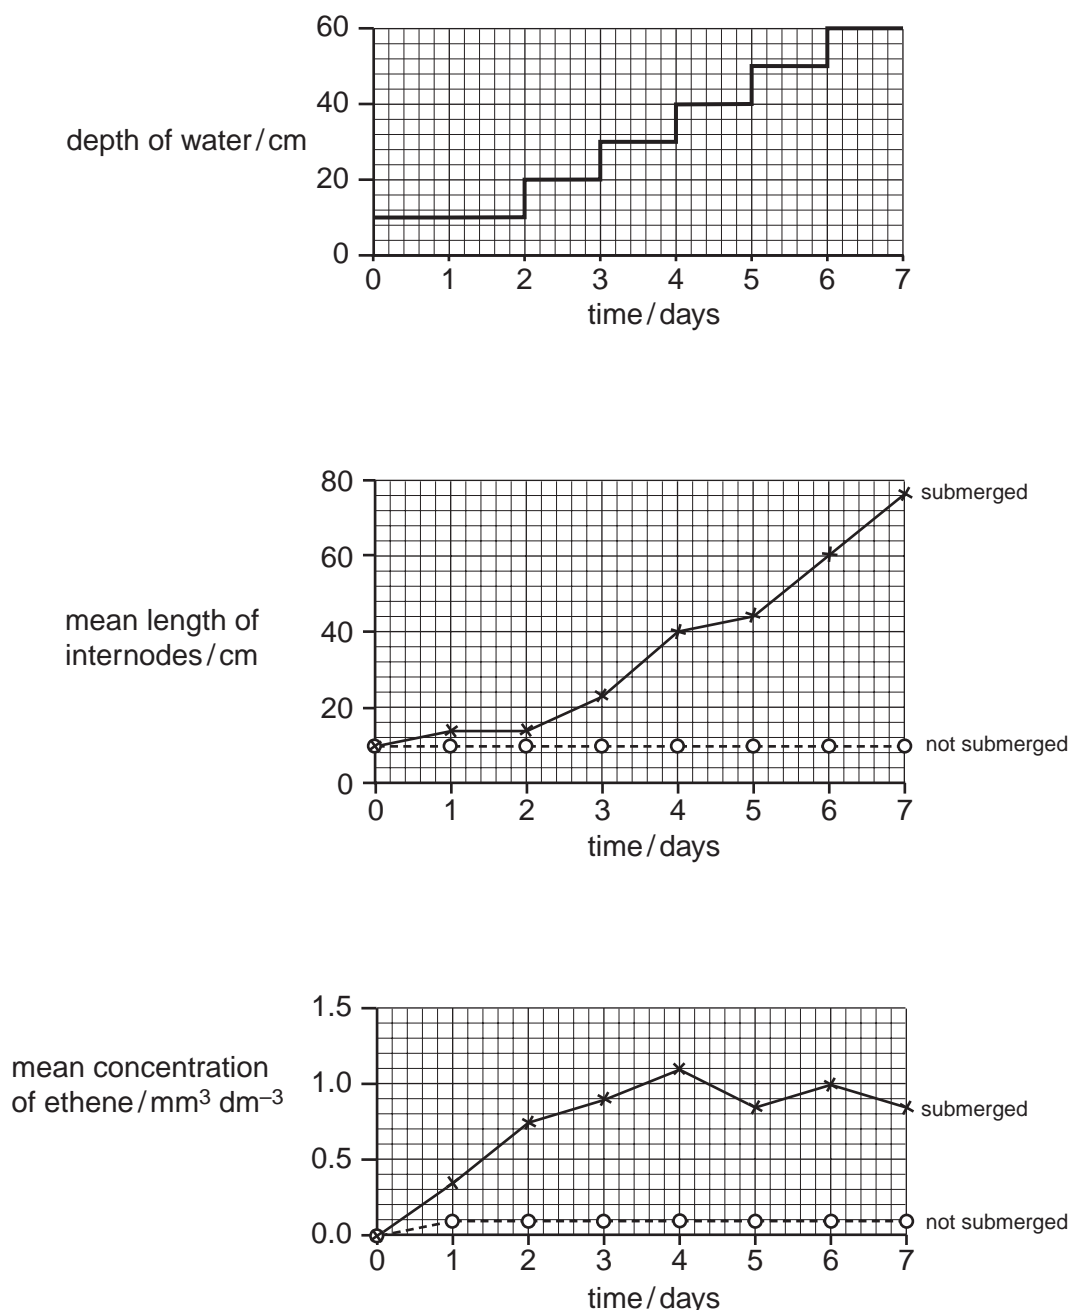 60
40
depth of water / cm
20
0
0 1 2 3 4 5 6 7
time / days
80
submerged
60
mean length of
internodes / cm
40
20
not submerged
0
0 1 2 3 4 5 6 7
time / days
1.5
mean concentration
of ethene / mm³ dm⁻³
1.0
submerged
0.5
not submerged
0.0
0 1 2 3 4 5 6 7
time / days